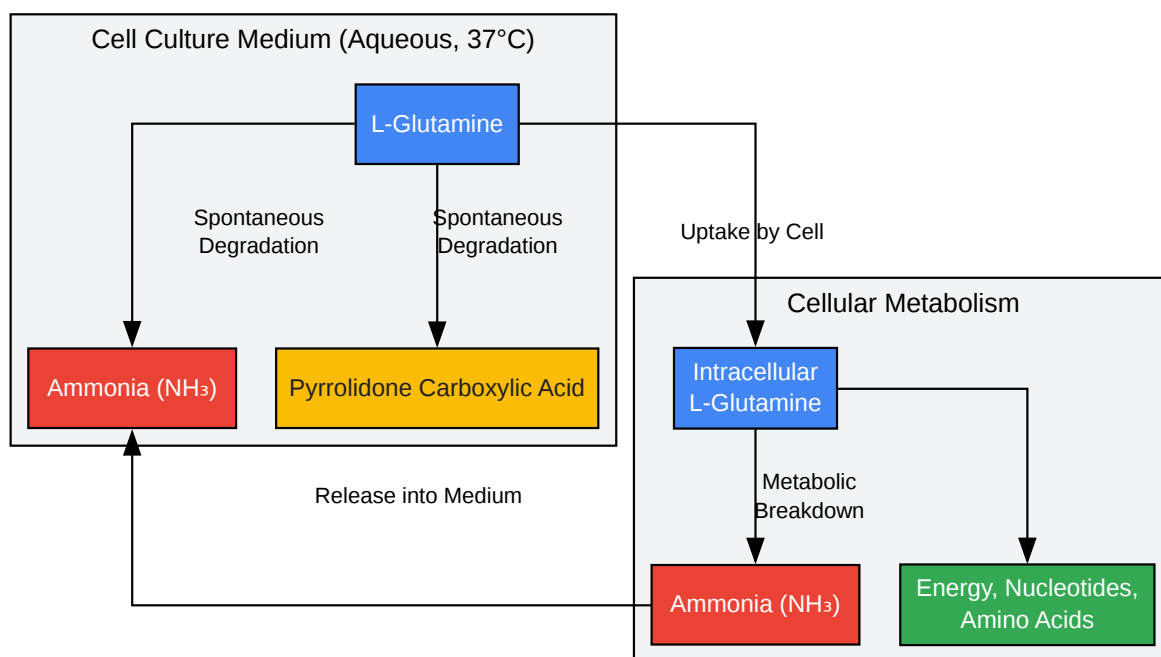 Cell Culture Medium (Aqueous, 37°C)
L-Glutamine
Spontaneous
Degradation
Spontaneous
Degradation
Uptake by Cell
Cellular Metabolism
Ammonia (NH₃)
Pyrrolidone Carboxylic Acid
Intracellular
L-Glutamine
Release into Medium
Metabolic
Breakdown
Ammonia (NH₃)
Energy, Nucleotides,
Amino Acids